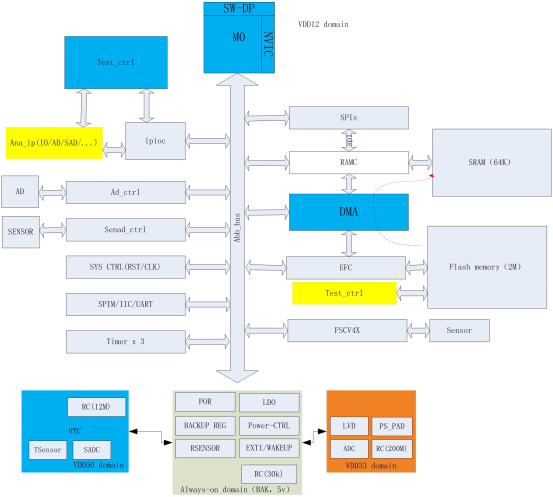 SW-DP
M0
NVIC
VDD12 domain
Test_ctrl
Ana_ip(IO/AD/SAD/...)
ipioc
SPIs
RAMC
SRAM (64K)
AD
Ad_ctrl
DMA
SENSOR
Senad_ctrl
Ahb_bus
SYS CTRL(RST/CLK)
EFC
Flash memory (2M)
Test_ctrl
SPIM/IIC/UART
FSCV4X
Sensor
Timer x 3
RC(12M)
RTC
TSensor
SADC
VDD50 domain
POR
LDO
BACKUP REG
Power-CTRL
RSENSOR
EXTI/WAKEUP
RC(30k)
Always-on domain (BAK, 5v)
LVD
PS_PAD
ADC
RC(200M)
VDD33 domain